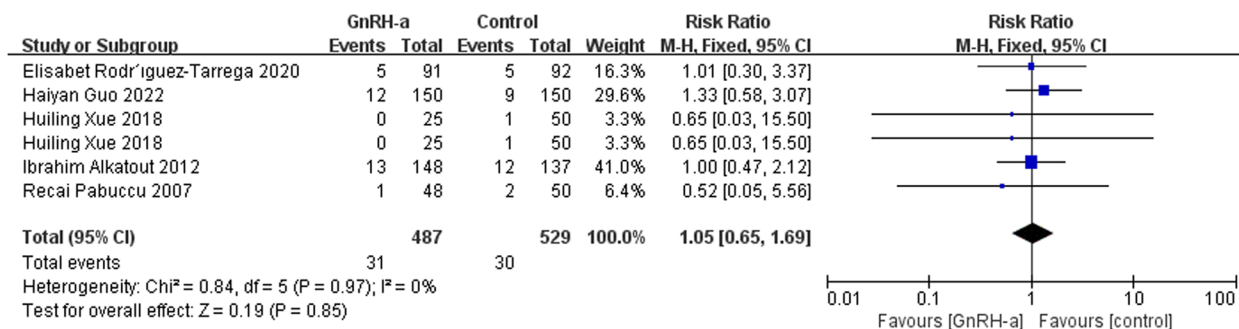 GnRH-a Control Risk Ratio Risk Ratio
Study or Subgroup Events Total Events Total Weight M-H, Fixed, 95% CI M-H, Fixed, 95% CI
Elisabet Rodr´ıguez-Tarrega 2020 5 91 5 92 16.3% 1.01 [0.30, 3.37]
Haiyan Guo 2022 12 150 9 150 29.6% 1.33 [0.58, 3.07]
Huiling Xue 2018 0 25 1 50 3.3% 0.65 [0.03, 15.50]
Huiling Xue 2018 0 25 1 50 3.3% 0.65 [0.03, 15.50]
Ibrahim Alkatout 2012 13 148 12 137 41.0% 1.00 [0.47, 2.12]
Recai Pabuccu 2007 1 48 2 50 6.4% 0.52 [0.05, 5.56]
Total (95% CI) 487 529 100.0% 1.05 [0.65, 1.69]
Total events 31 30
Heterogeneity: Chi² = 0.84, df = 5 (P = 0.97); I² = 0%
Test for overall effect: Z = 0.19 (P = 0.85)
0.01 0.1 1 10 100
Favours [GnRH-a] Favours [control]